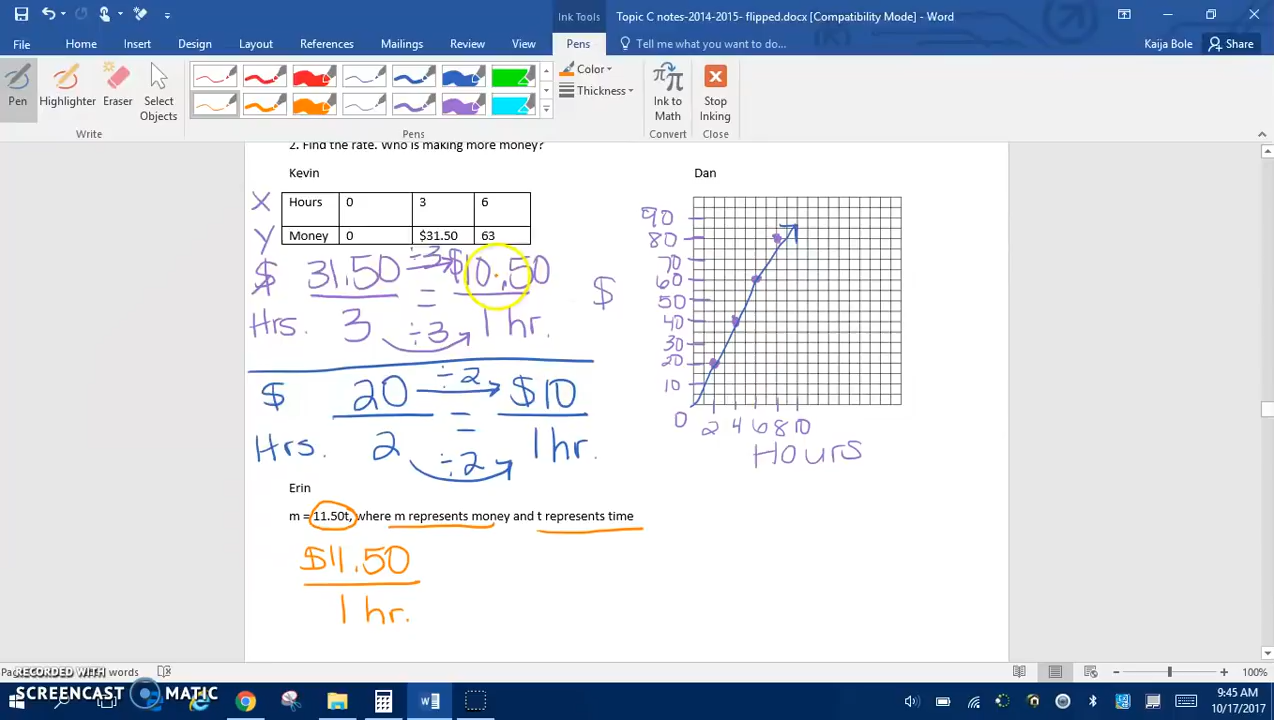 Ink Tools
Topic C notes-2014-2015- flipped.docx [Compatibility Mode] - Word
File Home Insert Design Layout References Mailings Review View Pens Tell me what you want to do... Kaija Bole Share
Pen Highlighter Eraser Select Objects Color Thickness Ink to Math Stop Inking
Write Pens Convert Close
2. Find the rate. Who is making more money?
Kevin
Dan
X Hours 0 3 6
Y Money 0 $31.50 63
$ 31.50 ÷3 = $10.50
Hrs. 3 ÷3 1 hr.
$ 20 ÷2 = $10
Hrs. 2 ÷2 1hr.
$
90
80
70
60
50
40
30
20
10
0 2 4 6 8 10
Hours
Erin
m = 11.50t, where m represents money and t represents time
$11.50
1 hr.
words
100%
RECORDED WITH
SCREENCAST MATIC
9:45 AM
10/17/2017